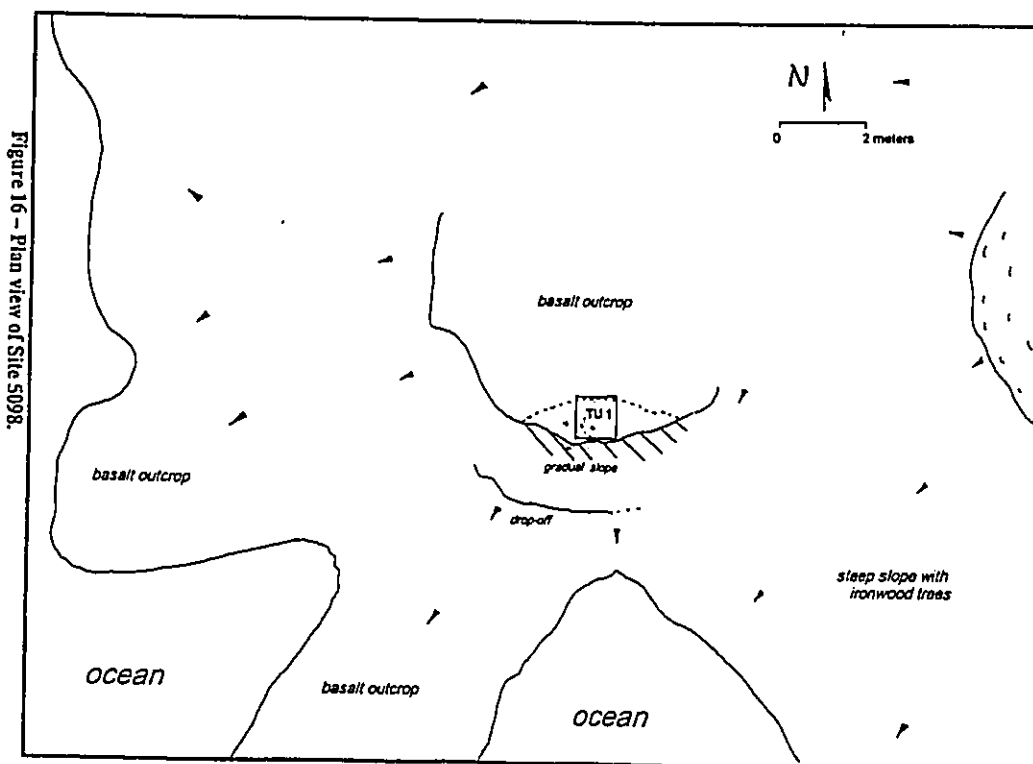 N
0 2 meters
basalt outcrop
TU 1
gradual slope
drop-off
basalt outcrop
steep slope with
ironwood trees
ocean
basalt outcrop
ocean
Figure 16 – Plan view of Site 5098.